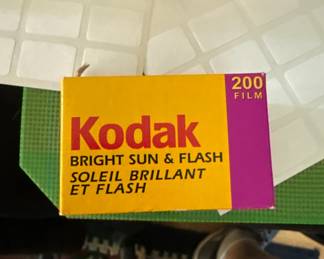 200
FILM
Kodak
BRIGHT SUN & FLASH
SOLEIL BRILLANT
ET FLASH